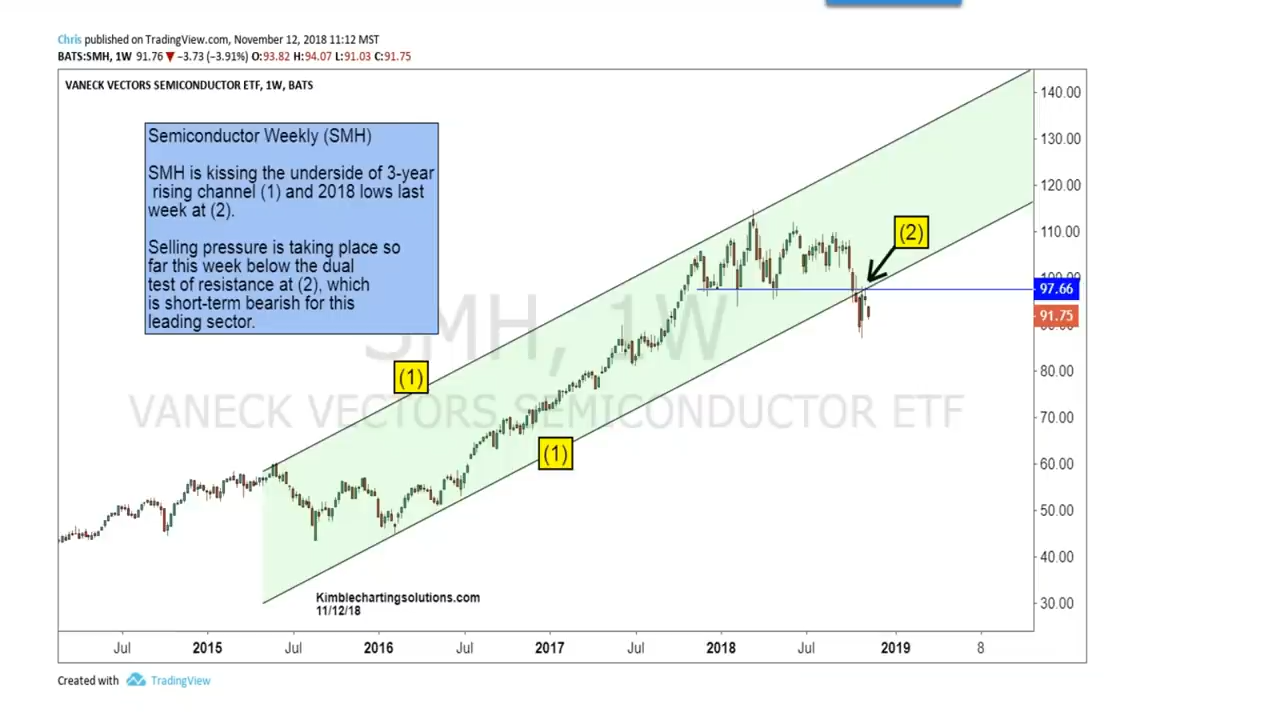 Chris published on TradingView.com, November 12, 2018 11:12 MST
BATS:SMH, 1W 91.76 ▼ −3.73 (−3.91%) O:93.82 H:94.07 L:91.03 C:91.75
VANECK VECTORS SEMICONDUCTOR ETF, 1W, BATS
Semiconductor Weekly (SMH)
SMH is kissing the underside of 3-year
rising channel (1) and 2018 lows last
week at (2).
Selling pressure is taking place so
far this week below the dual
test of resistance at (2), which
is short-term bearish for this
leading sector.
SMH, 1W
VANECK VECTORS SEMICONDUCTOR ETF
(1)
(1)
(2)
140.00
130.00
120.00
110.00
100.00
97.66
91.75
80.00
70.00
60.00
50.00
40.00
30.00
Kimblechartingsolutions.com
11/12/18
Jul 2015 Jul 2016 Jul 2017 Jul 2018 Jul 2019 8
Created with TradingView